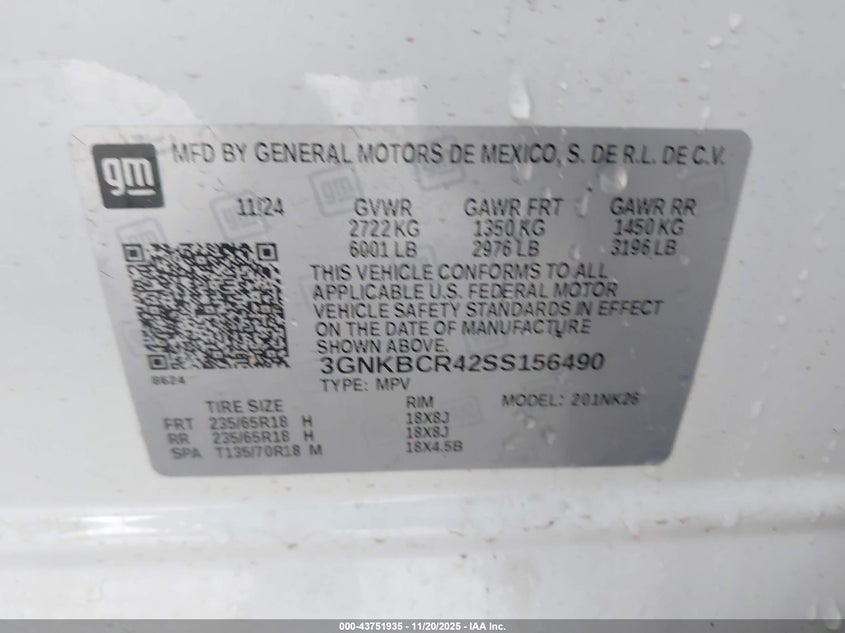 gm MFD BY GENERAL MOTORS DE MEXICO, S. DE R.L. DE C.V.
11/24 GVWR GAWR FRT GAWR RR
2722 KG 1350 KG 1450 KG
6001 LB 2976 LB 3196 LB
THIS VEHICLE CONFORMS TO ALL
APPLICABLE U.S. FEDERAL MOTOR
VEHICLE SAFETY STANDARDS IN EFFECT
ON THE DATE OF MANUFACTURE
SHOWN ABOVE.
3GNKBCR42SS156490
8624 TYPE: MPV
TIRE SIZE RIM MODEL: 201NK26
FRT 235/65R18 H 18X8J
RR 235/65R18 H 18X8J
SPA T135/70R18 M 18X4.5B
000-43751935 - 11/20/2025 - IAA Inc.